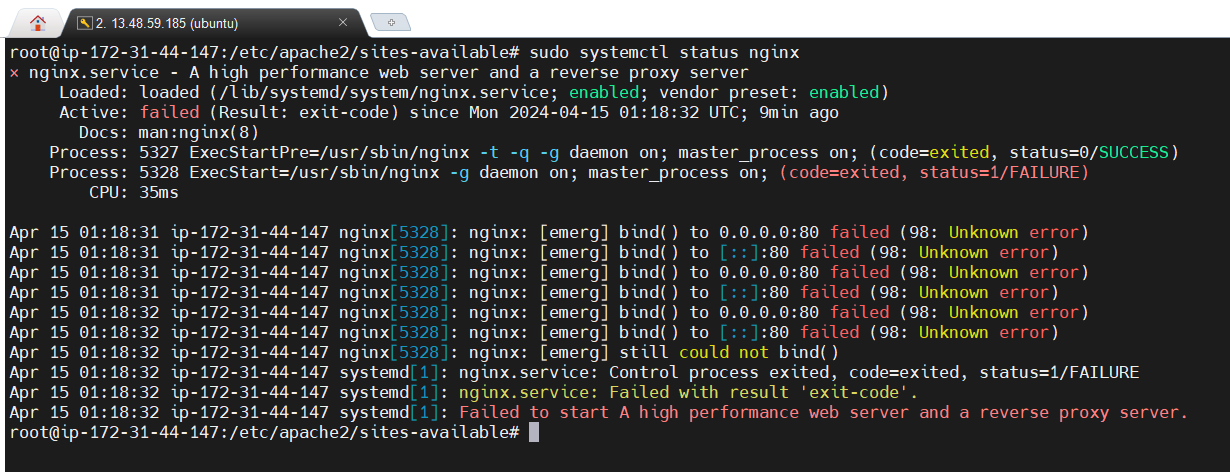 2. 13.48.59.185 (ubuntu)
root@ip-172-31-44-147:/etc/apache2/sites-available# sudo systemctl status nginx
× nginx.service - A high performance web server and a reverse proxy server
     Loaded: loaded (/lib/systemd/system/nginx.service; enabled; vendor preset: enabled)
     Active: failed (Result: exit-code) since Mon 2024-04-15 01:18:32 UTC; 9min ago
       Docs: man:nginx(8)
    Process: 5327 ExecStartPre=/usr/sbin/nginx -t -q -g daemon on; master_process on; (code=exited, status=0/SUCCESS)
    Process: 5328 ExecStart=/usr/sbin/nginx -g daemon on; master_process on; (code=exited, status=1/FAILURE)
        CPU: 35ms

Apr 15 01:18:31 ip-172-31-44-147 nginx[5328]: nginx: [emerg] bind() to 0.0.0.0:80 failed (98: Unknown error)
Apr 15 01:18:31 ip-172-31-44-147 nginx[5328]: nginx: [emerg] bind() to [::]:80 failed (98: Unknown error)
Apr 15 01:18:31 ip-172-31-44-147 nginx[5328]: nginx: [emerg] bind() to 0.0.0.0:80 failed (98: Unknown error)
Apr 15 01:18:31 ip-172-31-44-147 nginx[5328]: nginx: [emerg] bind() to [::]:80 failed (98: Unknown error)
Apr 15 01:18:32 ip-172-31-44-147 nginx[5328]: nginx: [emerg] bind() to 0.0.0.0:80 failed (98: Unknown error)
Apr 15 01:18:32 ip-172-31-44-147 nginx[5328]: nginx: [emerg] bind() to [::]:80 failed (98: Unknown error)
Apr 15 01:18:32 ip-172-31-44-147 nginx[5328]: nginx: [emerg] still could not bind()
Apr 15 01:18:32 ip-172-31-44-147 systemd[1]: nginx.service: Control process exited, code=exited, status=1/FAILURE
Apr 15 01:18:32 ip-172-31-44-147 systemd[1]: nginx.service: Failed with result 'exit-code'.
Apr 15 01:18:32 ip-172-31-44-147 systemd[1]: Failed to start A high performance web server and a reverse proxy server.
root@ip-172-31-44-147:/etc/apache2/sites-available#